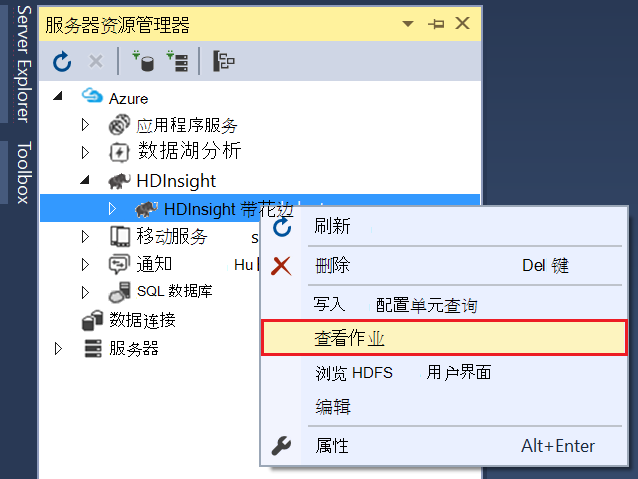 Server Explorer
Toolbox
服务器资源管理器
Azure
应用程序服务
数据湖分析
HDInsight
HDInsight 带花边
移动服务 s
通知 Hu
SQL 数据库
数据连接
服务器
刷新
删除 Del 键
写入 配置单元查询
查看作业
浏览 HDFS 用户界面
编辑
属性 Alt+Enter